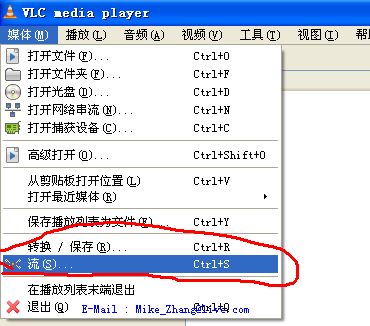 VLC media player
媒体(M) 播放(L) 音频(A) 视频(V) 工具(T) 视图(I)
打开文件(F)... Ctrl+O
打开文件夹(F)... Ctrl+F
打开光盘(D)... Ctrl+D
打开网络串流(N)... Ctrl+N
打开捕获设备(C)... Ctrl+C
高级打开(O)... Ctrl+Shift+O
从剪贴板打开位置(L) Ctrl+V
打开最近媒体(R)
保存播放列表为文件(F)... Ctrl+Y
转换 / 保存(R)... Ctrl+R
流(S)... Ctrl+S
在播放列表末端退出
退出(Q) Ctrl+Q
E-Mail : Mike_Zhang@live.com